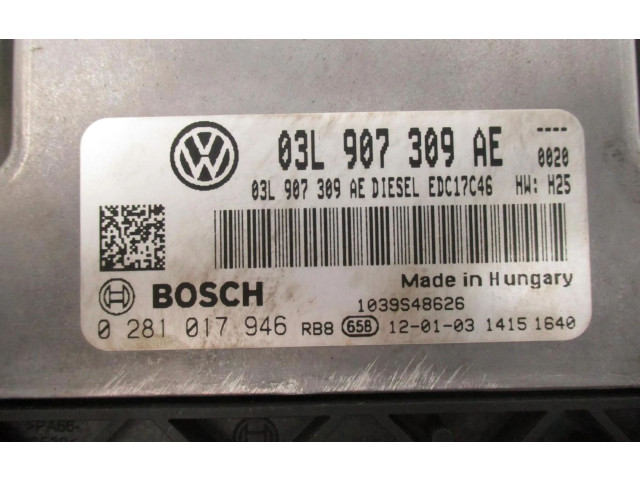 03L 907 309 AE ----
0020
03L 907 309 AE DIESEL EDC17C46 HW: H25
Made in Hungary
BOSCH
1039S48626
0 281 017 946 RB8 658 12-01-03 1415 1640
>PA66-